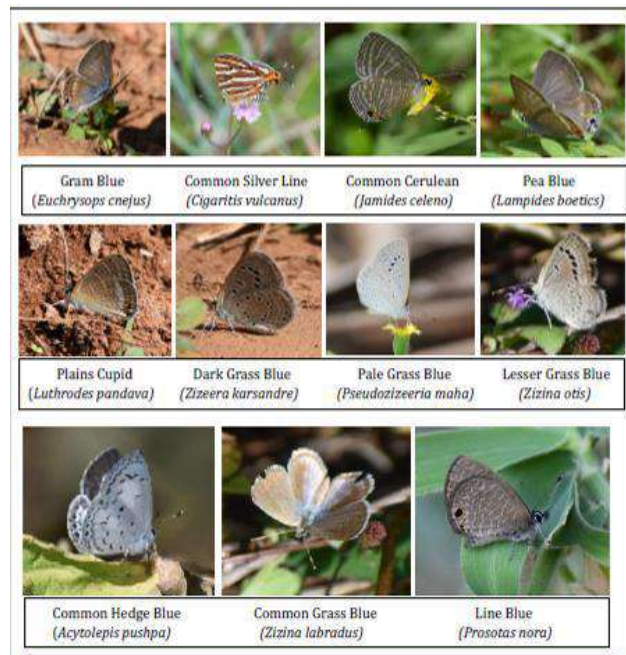 Gram Blue Common Silver Line Common Cerulean Pea Blue
(Euchrysops cnejus) (Cigaritis vulcanus) (Jamides celeno) (Lampides boetics)
Plains Cupid Dark Grass Blue Pale Grass Blue Lesser Grass Blue
(Luthrodes pandava) (Zizeera karsandre) (Pseudozizeeria maha) (Zizina otis)
Common Hedge Blue Common Grass Blue Line Blue
(Acytolepis pushpa) (Zizina labradus) (Prosotas nora)